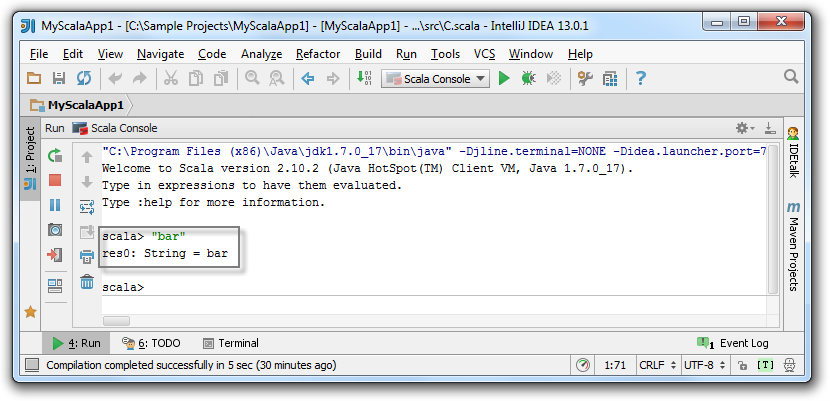 MyScalaApp1 - [C:\Sample Projects\MyScalaApp1] - [MyScalaApp1] - ...\src\C.scala - IntelliJ IDEA 13.0.1
File Edit View Navigate Code Analyze Refactor Build Run Tools VCS Window Help
Scala Console
MyScalaApp1
Run Scala Console
1: Project
"C:\Program Files (x86)\Java\jdk1.7.0_17\bin\java" -Djline.terminal=NONE -Didea.launcher.port=7
Welcome to Scala version 2.10.2 (Java HotSpot(TM) Client VM, Java 1.7.0_17).
Type in expressions to have them evaluated.
Type :help for more information.
scala> "bar"
res0: String = bar
scala>
IDEtalk
m Maven Projects
4: Run 6: TODO Terminal 1 Event Log
Compilation completed successfully in 5 sec (30 minutes ago) 1:71 CRLF UTF-8 [T]